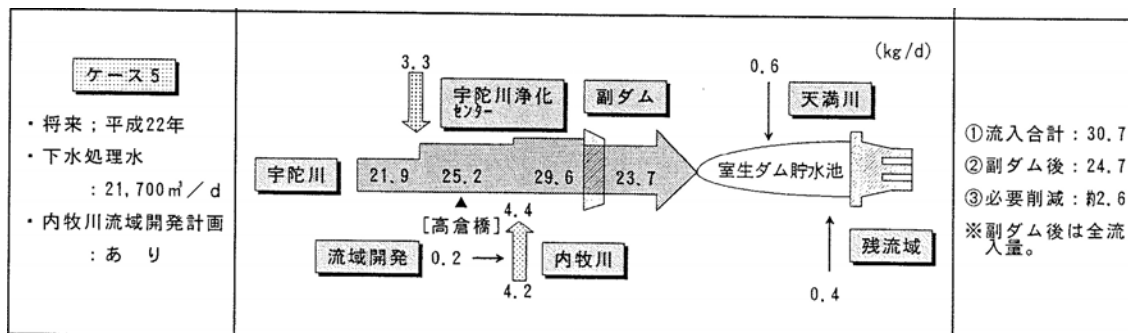 ケース5
・将来；平成22年
・下水処理水
：21,700㎥／d
・内牧川流域開発計画
：あ り
(kg/d)
3.3
0.6
宇陀川浄化
センター
副ダム
天満川
宇陀川
21.9
25.2
29.6
23.7
室生ダム貯水池
[高倉橋]
4.4
流域開発
0.2
内牧川
4.2
残流域
0.4
①流入合計：30.7
②副ダム後：24.7
③必要削減：約2.6
※副ダム後は全流
入量。